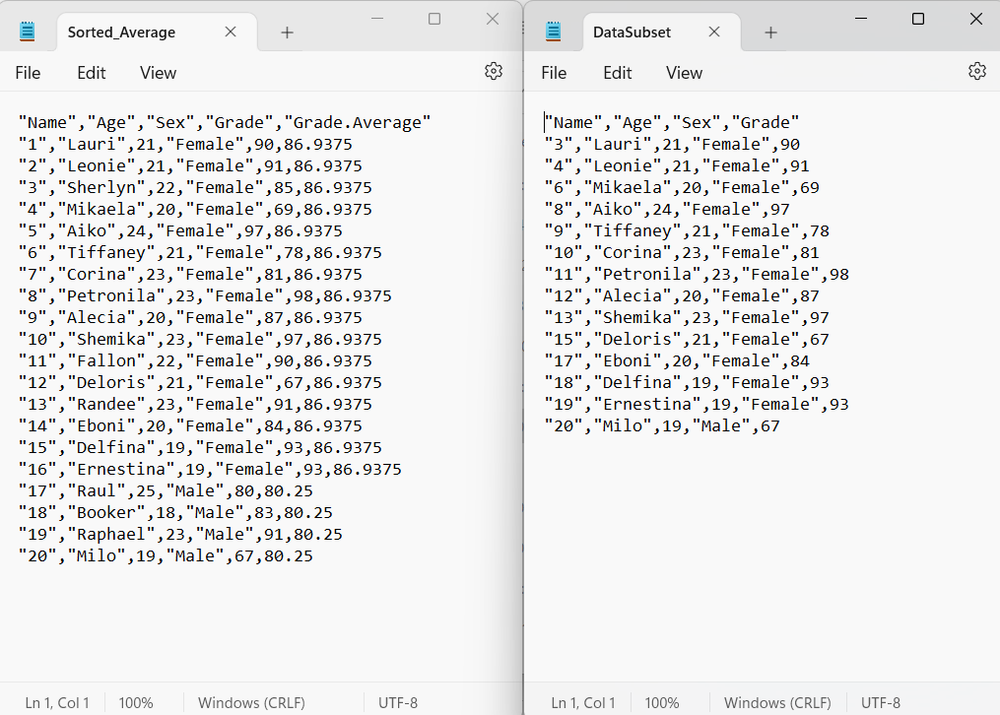 Sorted_Average
File Edit View
"Name","Age","Sex","Grade","Grade.Average"
"1","Lauri",21,"Female",90,86.9375
"2","Leonie",21,"Female",91,86.9375
"3","Sherlyn",22,"Female",85,86.9375
"4","Mikaela",20,"Female",69,86.9375
"5","Aiko",24,"Female",97,86.9375
"6","Tiffaney",21,"Female",78,86.9375
"7","Corina",23,"Female",81,86.9375
"8","Petronila",23,"Female",98,86.9375
"9","Alecia",20,"Female",87,86.9375
"10","Shemika",23,"Female",97,86.9375
"11","Fallon",22,"Female",90,86.9375
"12","Deloris",21,"Female",67,86.9375
"13","Randee",23,"Female",91,86.9375
"14","Eboni",20,"Female",84,86.9375
"15","Delfina",19,"Female",93,86.9375
"16","Ernestina",19,"Female",93,86.9375
"17","Raul",25,"Male",80,80.25
"18","Booker",18,"Male",83,80.25
"19","Raphael",23,"Male",91,80.25
"20","Milo",19,"Male",67,80.25
Ln 1, Col 1 100% Windows (CRLF) UTF-8
DataSubset
File Edit View
"Name","Age","Sex","Grade"
"3","Lauri",21,"Female",90
"4","Leonie",21,"Female",91
"6","Mikaela",20,"Female",69
"8","Aiko",24,"Female",97
"9","Tiffaney",21,"Female",78
"10","Corina",23,"Female",81
"11","Petronila",23,"Female",98
"12","Alecia",20,"Female",87
"13","Shemika",23,"Female",97
"15","Deloris",21,"Female",67
"17","Eboni",20,"Female",84
"18","Delfina",19,"Female",93
"19","Ernestina",19,"Female",93
"20","Milo",19,"Male",67
Ln 1, Col 1 100% Windows (CRLF) UTF-8